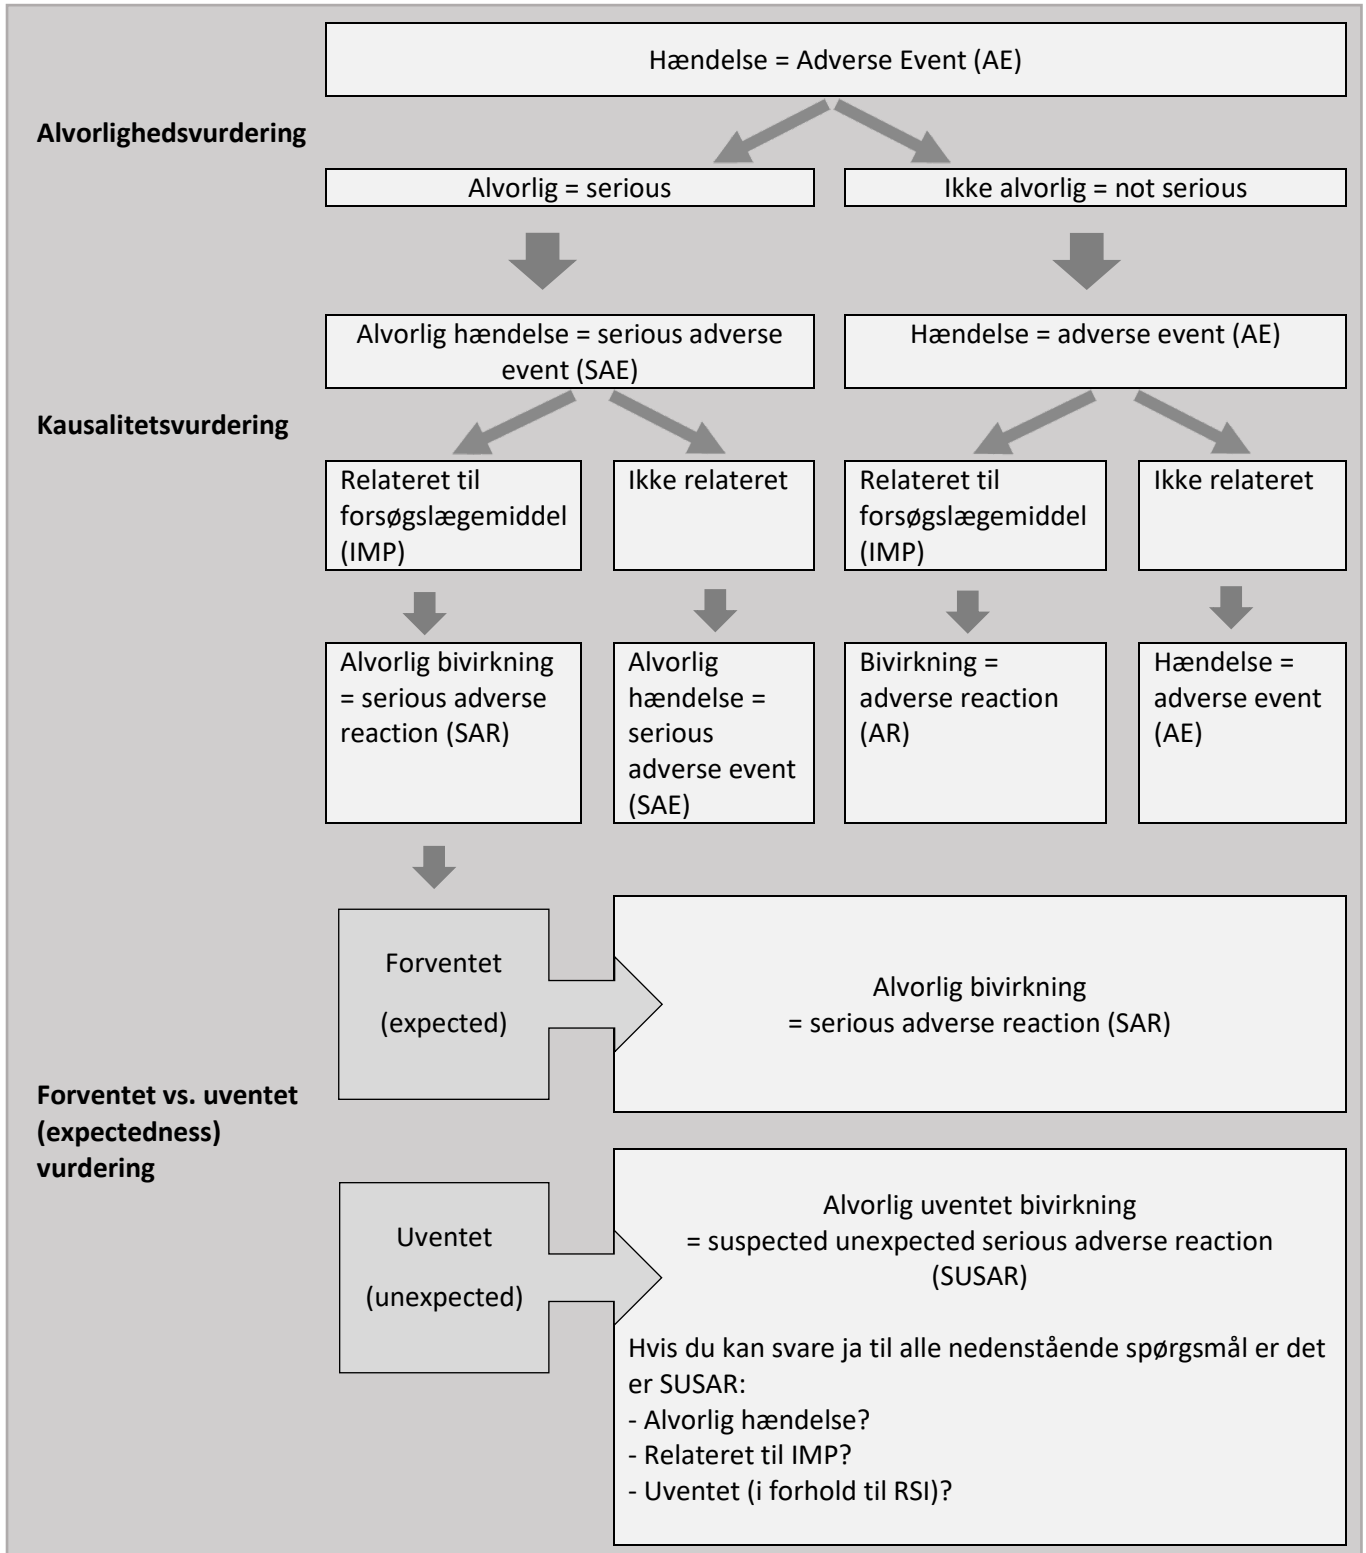 Hændelse = Adverse Event (AE)
Alvorlighedsvurdering
Alvorlig = serious
Ikke alvorlig = not serious
Alvorlig hændelse = serious adverse
event (SAE)
Hændelse = adverse event (AE)
Kausalitetsvurdering
Relateret til
forsøgslægemiddel
(IMP)
Ikke relateret
Relateret til
forsøgslægemiddel
(IMP)
Ikke relateret
Alvorlig bivirkning
= serious adverse
reaction (SAR)
Alvorlig
hændelse =
serious
adverse event
(SAE)
Bivirkning =
adverse reaction
(AR)
Hændelse =
adverse event
(AE)
Forventet
(expected)
Alvorlig bivirkning
= serious adverse reaction (SAR)
Forventet vs. uventet
(expectedness)
vurdering
Uventet
(unexpected)
Alvorlig uventet bivirkning
= suspected unexpected serious adverse reaction
(SUSAR)
Hvis du kan svare ja til alle nedenstående spørgsmål er det
er SUSAR:
- Alvorlig hændelse?
- Relateret til IMP?
- Uventet (i forhold til RSI)?